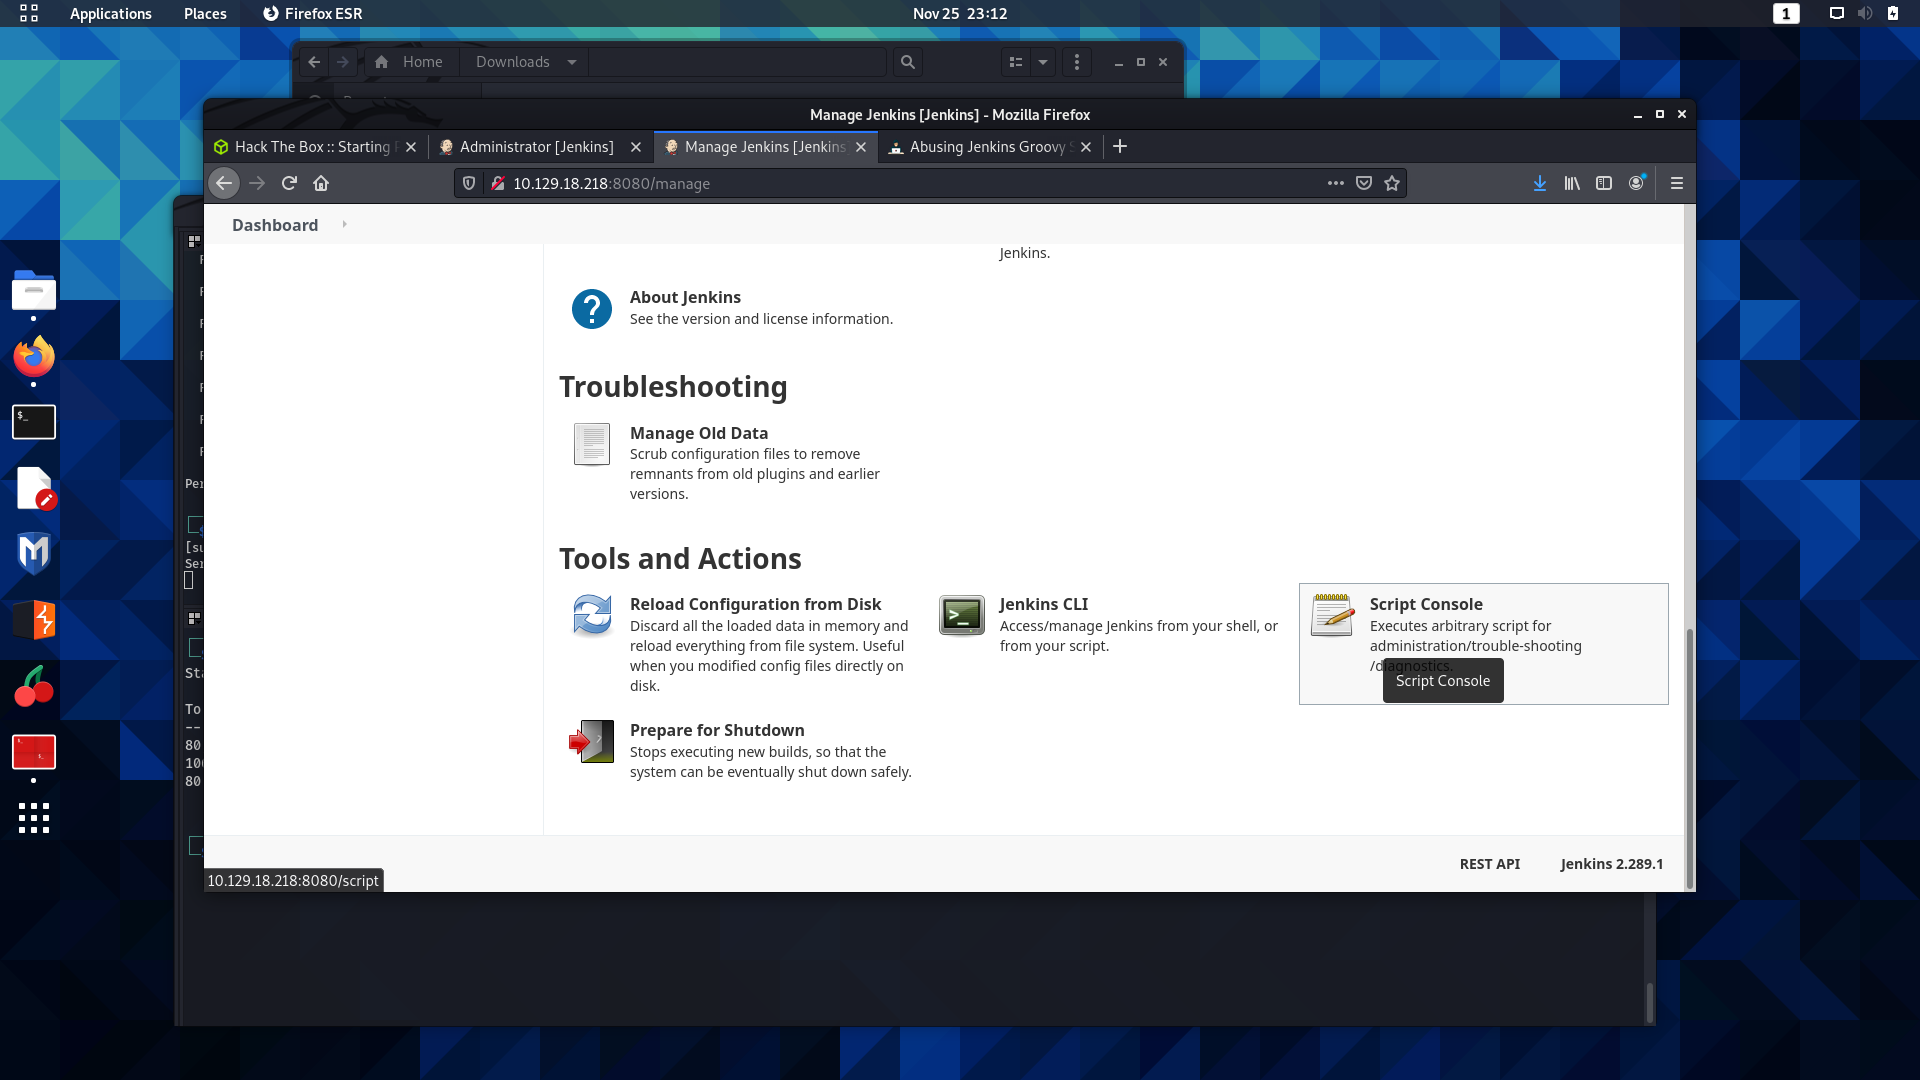 Applications
Places
Firefox ESR
Nov 25 23:12
1
Home
Downloads
Manage Jenkins [Jenkins] - Mozilla Firefox
Hack The Box :: Starting
Administrator [Jenkins]
Manage Jenkins [Jenkins
Abusing Jenkins Groovy S
10.129.18.218:8080/manage
Dashboard
Jenkins.
About Jenkins
See the version and license information.
Troubleshooting
Manage Old Data
Scrub configuration files to remove
remnants from old plugins and earlier
versions.
Tools and Actions
Reload Configuration from Disk
Discard all the loaded data in memory and
reload everything from file system. Useful
when you modified config files directly on
disk.
Jenkins CLI
Access/manage Jenkins from your shell, or
from your script.
Script Console
Executes arbitrary script for
administration/trouble-shooting
/diagnostics.
Script Console
Prepare for Shutdown
Stops executing new builds, so that the
system can be eventually shut down safely.
REST API
Jenkins 2.289.1
10.129.18.218:8080/script
Per
[su
Ser
Sta
To
--
80
100
80